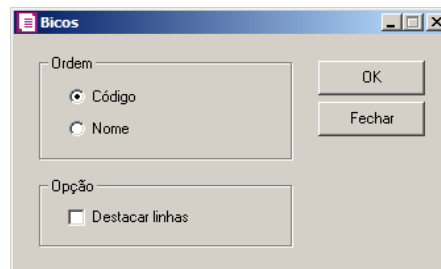 Bicos
Ordem
Código
Nome
OK
Fechar
Opção
Destacar linhas